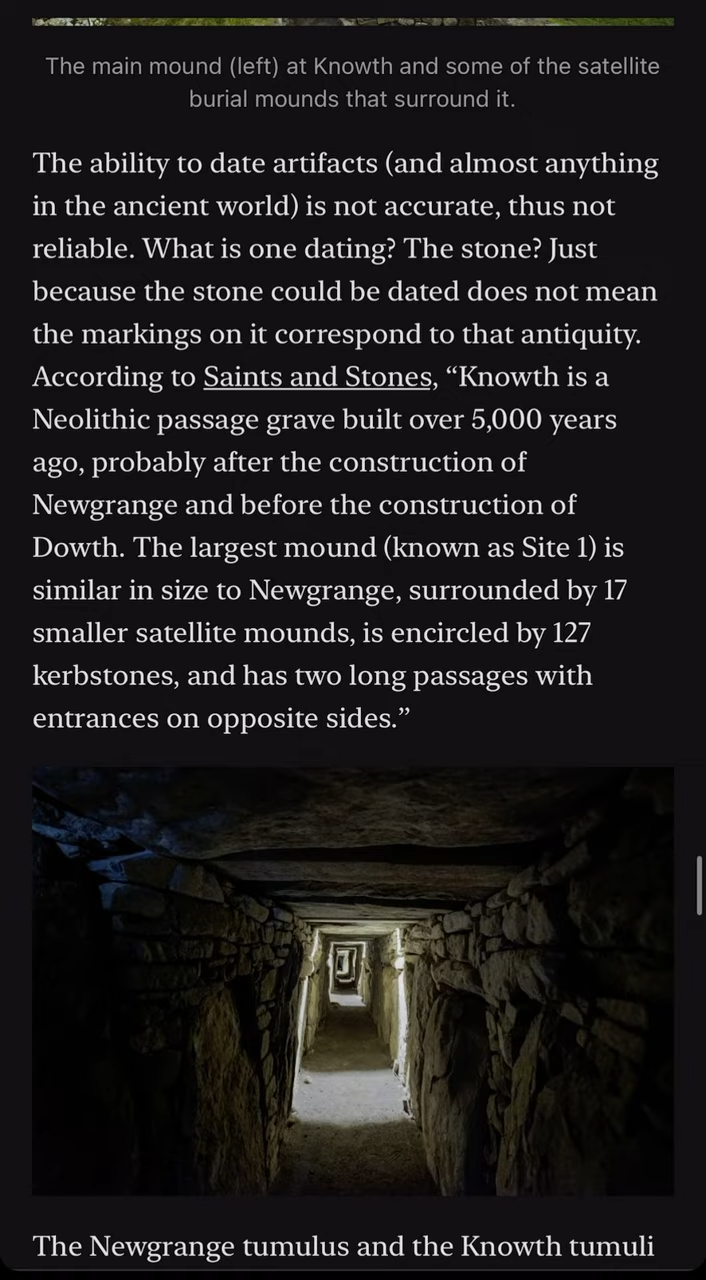 The main mound (left) at Knowth and some of the satellite
burial mounds that surround it.
The ability to date artifacts (and almost anything
in the ancient world) is not accurate, thus not
reliable. What is one dating? The stone? Just
because the stone could be dated does not mean
the markings on it correspond to that antiquity.
According to Saints and Stones, “Knowth is a
Neolithic passage grave built over 5,000 years
ago, probably after the construction of
Newgrange and before the construction of
Dowth. The largest mound (known as Site 1) is
similar in size to Newgrange, surrounded by 17
smaller satellite mounds, is encircled by 127
kerbstones, and has two long passages with
entrances on opposite sides.”
The Newgrange tumulus and the Knowth tumuli